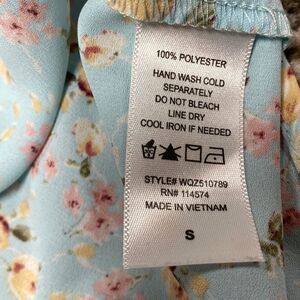 100% POLYESTER
HAND WASH COLD
SEPARATELY
DO NOT BLEACH
LINE DRY
COOL IRON IF NEEDED
STYLE# WQZ510789
RN# 114574
MADE IN VIETNAM
S